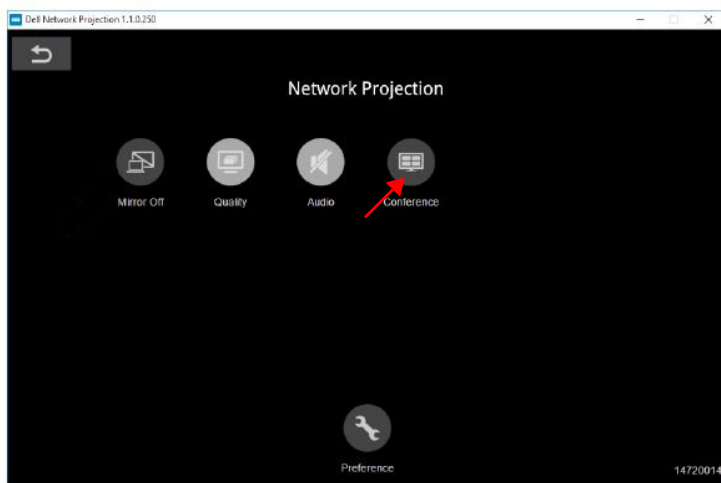 Dell Network Projection 1.1.0.250
Network Projection
Mirror Off
Quality
Audio
Conference
Preference
14720014